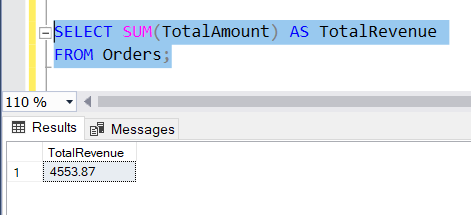 SELECT SUM(TotalAmount) AS TotalRevenue
FROM Orders;
110 %
Results Messages
TotalRevenue
1 4553.87